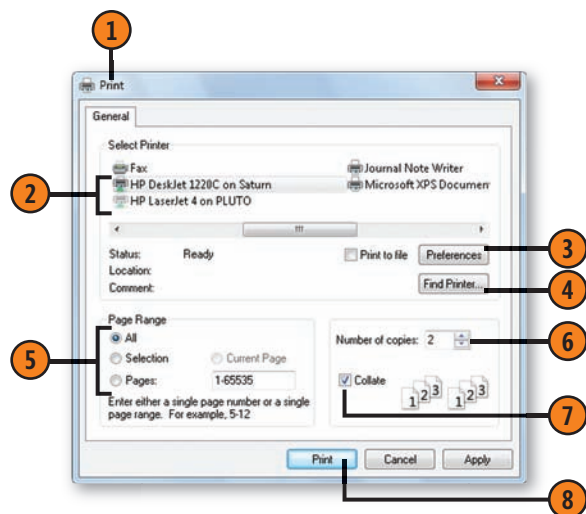 1
Print
General
Select Printer
Fax
Journal Note Writer
2
HP DeskJet 1220C on Saturn
Microsoft XPS Documen
HP LaserJet 4 on PLUTO
Status: Ready
Print to file
Preferences
3
Location:
Comment:
Find Printer...
4
Page Range
5
All
Selection
Current Page
Pages:
1-65535
Enter either a single page number or a single
page range. For example, 5-12
Number of copies: 2
6
Collate
1 2 3 1 2 3
7
Print
Cancel
Apply
8